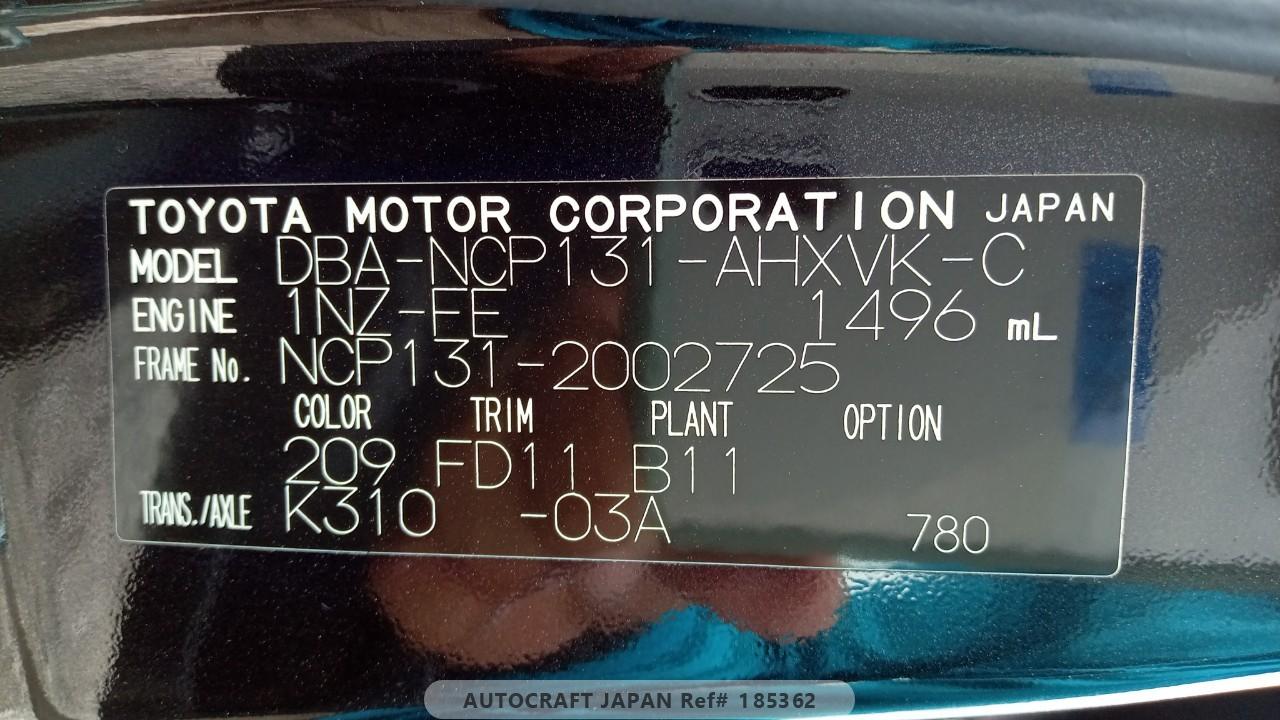 TOYOTA MOTOR CORPORATION JAPAN
MODEL DBA-NCP131-AHXVK-C
ENGINE 1NZ-FE 1496 mL
FRAME No. NCP131-2002725
COLOR TRIM PLANT OPTION
209 FD11 B11
TRANS./AXLE K310 -03A 780
AUTOCRAFT JAPAN Ref# 185362